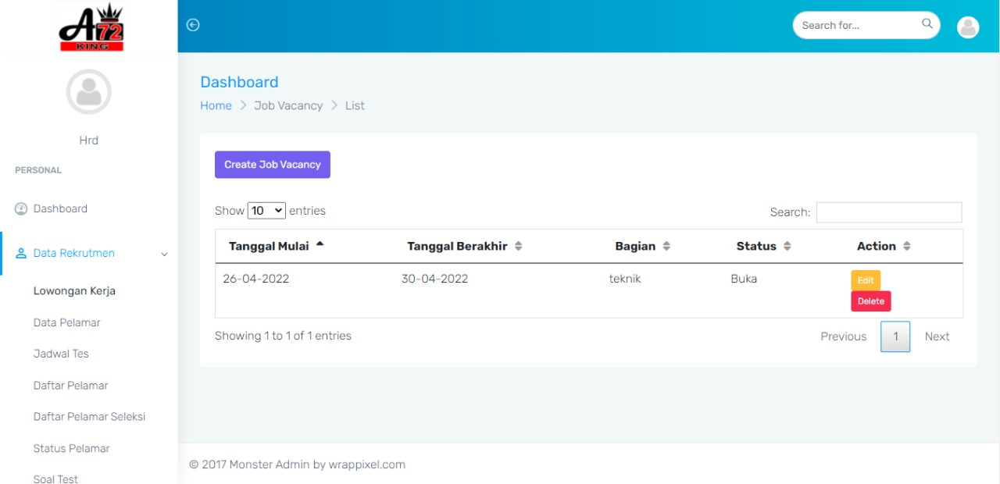 A72
KING
Search for...
Hrd
PERSONAL
Dashboard
Data Rekrutmen
Lowongan Kerja
Data Pelamar
Jadwal Tes
Daftar Pelamar
Daftar Pelamar Seleksi
Status Pelamar
Soal Test
Dashboard
Home > Job Vacancy > List
Create Job Vacancy
Show 10 entries
Search:
Tanggal Mulai Tanggal Berakhir Bagian Status Action
26-04-2022 30-04-2022 teknik Buka Edit
Delete
Showing 1 to 1 of 1 entries
Previous 1 Next
© 2017 Monster Admin by wrappixel.com